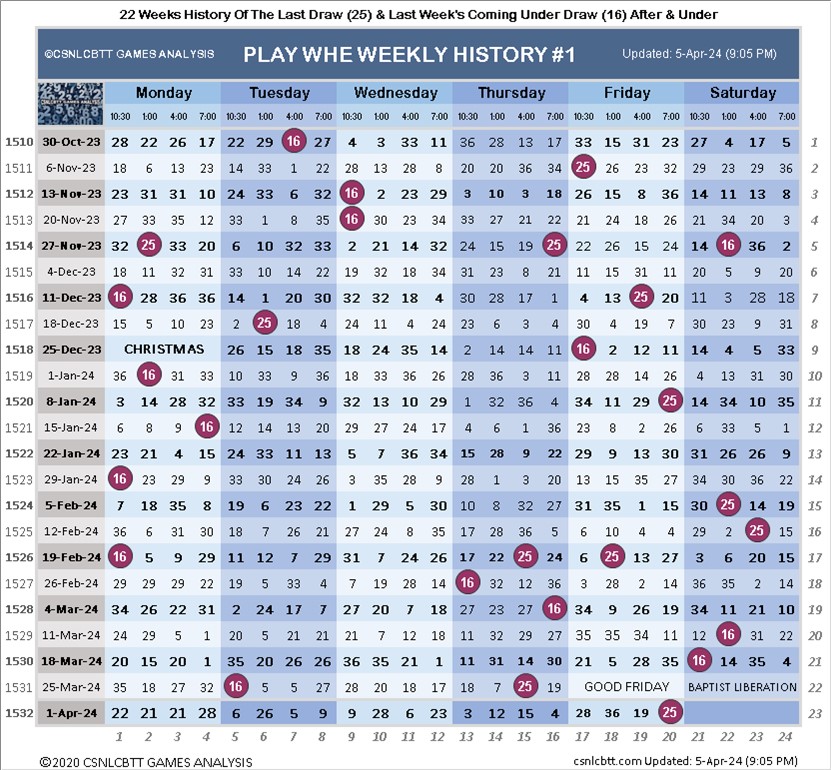 22 Weeks History Of The Last Draw (25) & Last Week's Coming Under Draw (16) After & Under
©CSNLCBTT GAMES ANALYSIS PLAY WHE WEEKLY HISTORY #1 Updated: 5-Apr-24 (9:05 PM)
Monday Tuesday Wednesday Thursday Friday Saturday
10:30 1:00 4:00 7:00 10:30 1:00 4:00 7:00 10:30 1:00 4:00 7:00 10:30 1:00 4:00 7:00 10:30 1:00 4:00 7:00 10:30 1:00 4:00 7:00
1510 30-Oct-23 28 22 26 17 22 29 16 27 4 3 33 11 36 28 13 17 33 15 31 23 27 4 17 5 1
1511 6-Nov-23 18 6 13 23 14 33 1 22 28 13 28 8 20 20 36 34 25 26 28 22 29 23 29 36 2
1512 13-Nov-23 23 31 31 10 24 33 6 32 16 2 23 29 3 10 3 18 26 15 8 36 14 11 13 8 3
1513 20-Nov-23 27 33 35 12 33 1 8 35 16 30 23 34 33 27 21 22 21 24 18 26 21 34 20 3 4
1514 27-Nov-23 32 25 33 20 6 10 32 33 2 21 14 32 24 15 19 25 22 26 15 24 14 16 36 2 5
1515 4-Dec-23 18 11 32 31 33 10 14 22 19 32 18 34 31 23 8 21 11 15 31 11 20 5 9 20 6
1516 11-Dec-23 16 28 36 36 14 1 20 30 32 32 18 4 30 28 17 1 4 13 25 20 11 3 28 18 7
1517 18-Dec-23 15 5 10 23 2 25 18 4 24 11 4 24 23 6 3 4 30 4 19 7 30 23 9 31 8
1518 25-Dec-23 CHRISTMAS 26 15 18 35 18 24 35 14 2 14 14 11 16 2 12 11 14 4 5 33 9
1519 1-Jan-24 36 16 31 33 10 33 9 36 18 33 36 26 28 36 3 11 28 28 14 26 4 13 31 30 10
1520 8-Jan-24 3 14 28 32 33 19 34 9 32 13 10 29 1 32 36 4 34 11 29 25 14 34 10 35 11
1521 15-Jan-24 6 8 9 16 12 14 13 20 29 27 24 17 4 6 1 36 23 8 2 26 6 33 5 1 12
1522 22-Jan-24 23 21 4 15 24 33 11 13 5 7 36 34 15 28 9 22 29 9 13 30 31 26 26 9 13
1523 29-Jan-24 16 23 29 9 33 30 24 26 3 35 28 9 28 1 3 20 13 15 30 27 28 9 3 29 14
1524 5-Feb-24 7 18 35 8 19 6 23 22 1 29 5 30 10 8 32 27 31 35 1 15 30 25 14 19 15
1525 12-Feb-24 36 6 31 30 18 7 26 21 27 24 8 35 17 28 36 5 6 10 4 4 29 2 25 15 16
1526 19-Feb-24 16 5 9 29 11 12 7 29 31 7 24 26 17 22 25 24 6 25 13 27 3 6 20 15 17
1527 26-Feb-24 29 29 29 22 19 5 33 4 7 19 28 14 16 32 12 36 3 28 2 14 36 35 2 14 18
1528 4-Mar-24 34 26 22 31 2 24 17 7 27 20 7 18 27 23 27 16 34 9 26 19 34 11 21 10 19
1529 11-Mar-24 24 29 5 1 20 5 21 21 21 7 12 18 11 32 29 27 35 35 34 11 12 16 31 22 20
1530 18-Mar-24 20 15 20 1 35 20 26 26 36 35 21 1 11 31 14 30 21 5 28 35 16 14 35 4 21
1531 25-Mar-24 35 18 27 32 16 5 5 27 28 20 18 17 18 7 25 19 GOOD FRIDAY BAPTIST LIBERATION 22
1532 1-Apr-24 22 21 21 28 6 26 5 9 9 28 6 23 3 12 15 4 28 36 19 25 23
1 2 3 4 5 6 7 8 9 10 11 12 13 14 15 16 17 18 19 20 21 22 23 24
©2020 CSNLCBTT GAMES ANALYSIS csnlcbtt.com Updated: 5-Apr-24 (9:05 PM)